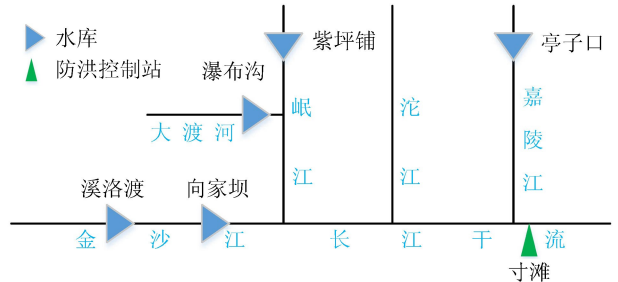 水库
防洪控制站
紫坪铺
亭子口
瀑布沟
大渡河
岷江
沱江
嘉陵江
溪洛渡
向家坝
金沙江
长江干流
寸滩